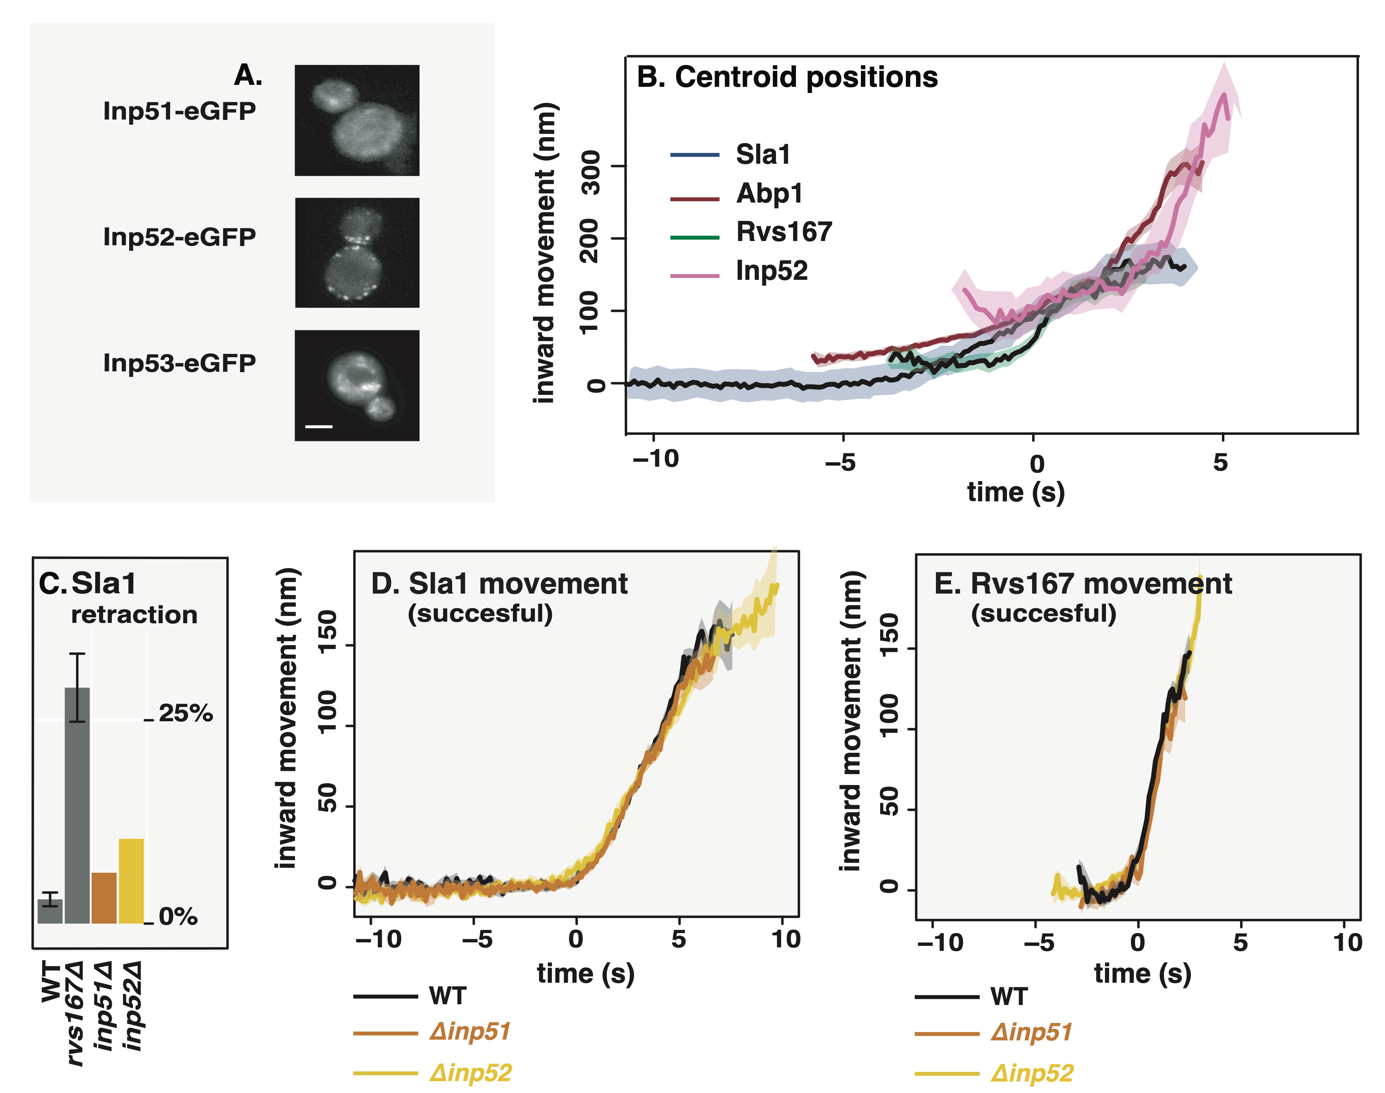 A.
Inp51-eGFP
Inp52-eGFP
Inp53-eGFP
B. Centroid positions
Sla1
Abp1
Rvs167
Inp52
inward movement (nm)
300
200
100
0
−10
−5
0
5
time (s)
C. Sla1
retraction
25%
0%
WT
rvs167Δ
inp51Δ
inp52Δ
D. Sla1 movement
(succesful)
inward movement (nm)
150
100
50
0
−10
−5
0
5
10
time (s)
WT
Δinp51
Δinp52
E. Rvs167 movement
(succesful)
inward movement (nm)
150
100
50
0
−10
−5
0
5
10
time (s)
WT
Δinp51
Δinp52